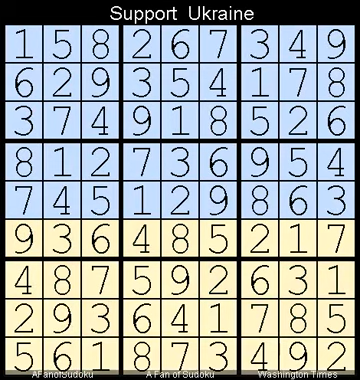 Support Ukraine
1 5 8 2 6 7 3 4 9
6 2 9 3 5 4 1 7 8
3 7 4 9 1 8 5 2 6
8 1 2 7 3 6 9 5 4
7 4 5 1 2 9 8 6 3
9 3 6 4 8 5 2 1 7
4 8 7 5 9 2 6 3 1
2 9 3 6 4 1 7 8 5
5 6 1 8 7 3 4 9 2
AFanofSudoku A Fan of Sudoku Washington Times